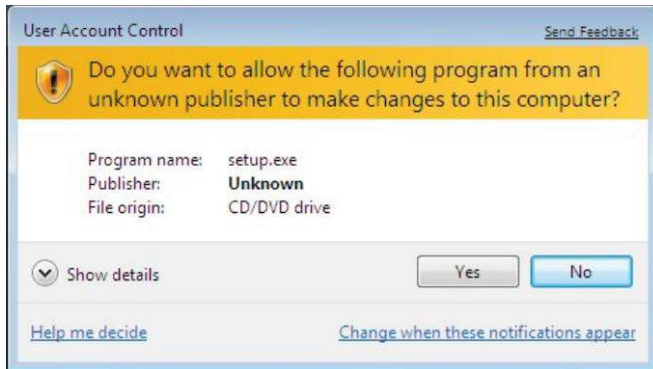 User Account Control
Send Feedback
Do you want to allow the following program from an
unknown publisher to make changes to this computer?
Program name: setup.exe
Publisher: Unknown
File origin: CD/DVD drive
Show details
Yes
No
Help me decide
Change when these notifications appear